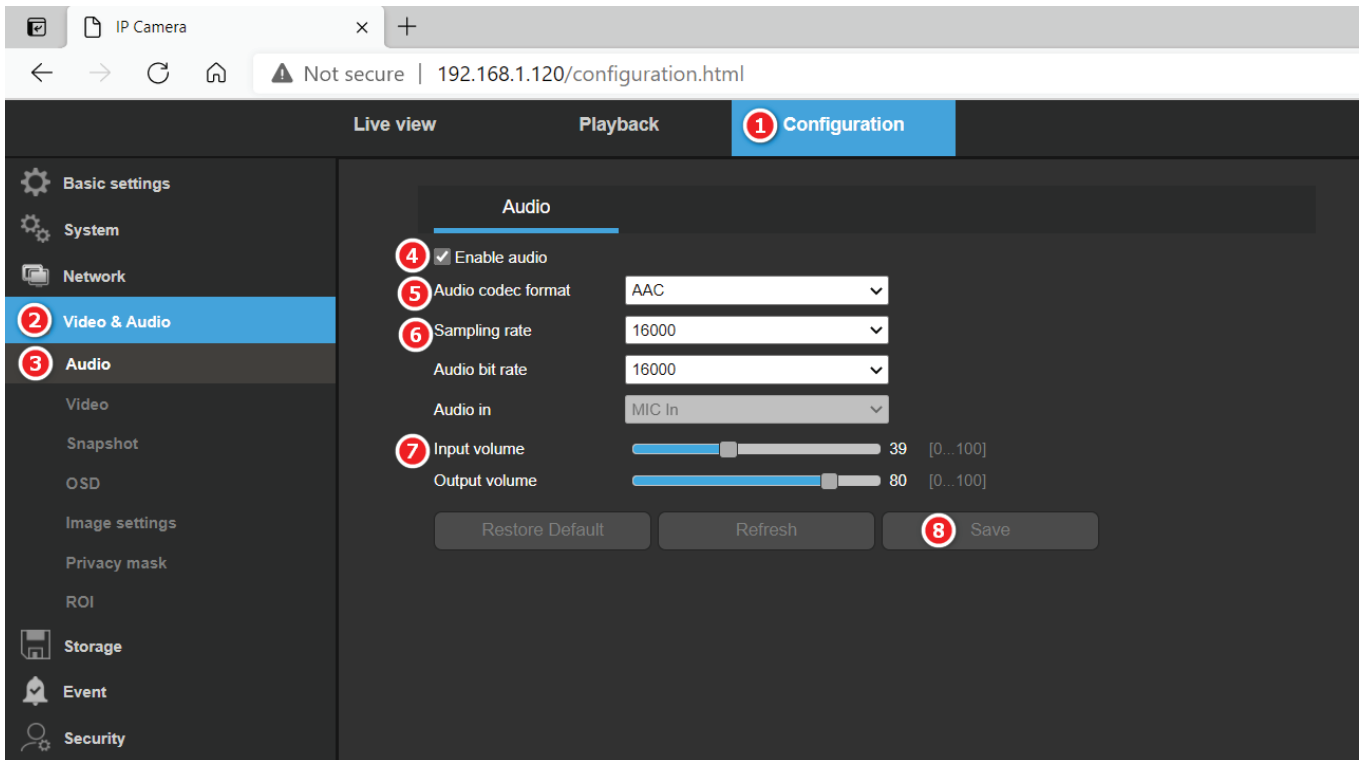 IP Camera
Not secure | 192.168.1.120/configuration.html
Live view Playback 1 Configuration
Basic settings
System
Network
2 Video & Audio
3 Audio
Video
Snapshot
OSD
Image settings
Privacy mask
ROI
Storage
Event
Security
Audio
4 Enable audio
5 Audio codec format AAC
6 Sampling rate 16000
Audio bit rate 16000
Audio in MIC In
7 Input volume 39 [0...100]
Output volume 80 [0...100]
Restore Default Refresh 8 Save